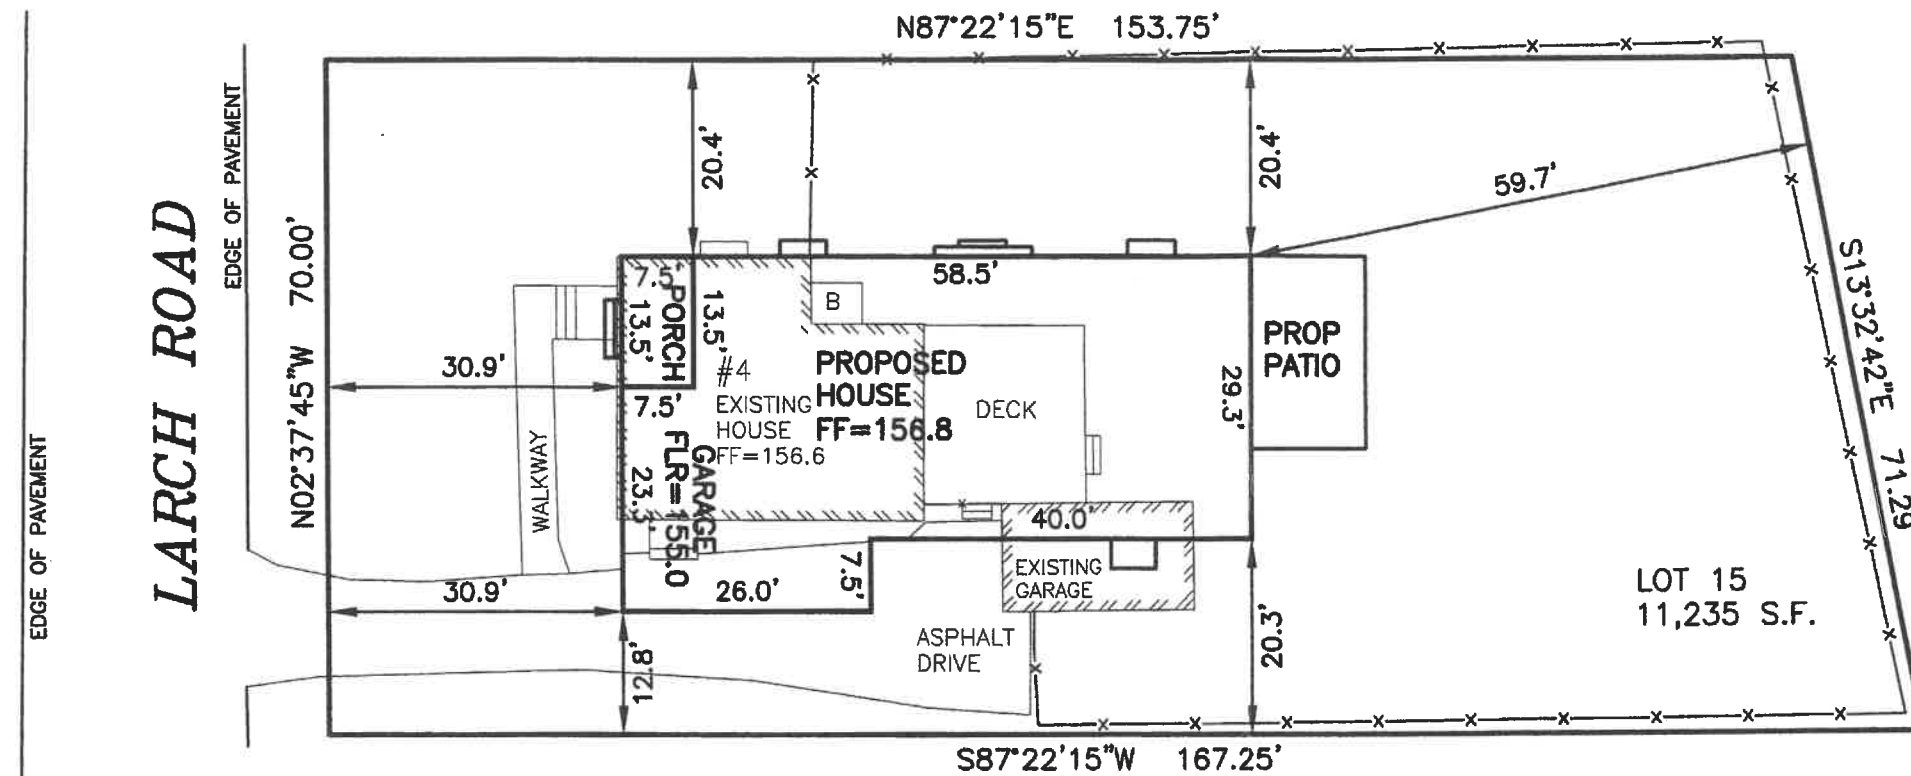 N87°22'15"E 153.75'
EDGE OF PAVEMENT
EDGE OF PAVEMENT
LARCH ROAD
N02°37'45"W 70.00'
20.4'
20.4'
59.7'
S13°32'42"E 71.29
7.5'
13.5'
PORCH
13.5'
58.5'
B
30.9'
#4
EXISTING
HOUSE
FF=156.6
PROPOSED
HOUSE
FF=156.8
DECK
29.3'
PROP
PATIO
7.5'
WALKWAY
GARAGE
FLR=155.0
40.0'
EXISTING
GARAGE
30.9'
26.0'
7.5'
12.8'
ASPHALT
DRIVE
20.3'
LOT 15
11,235 S.F.
S87°22'15"W 167.25'